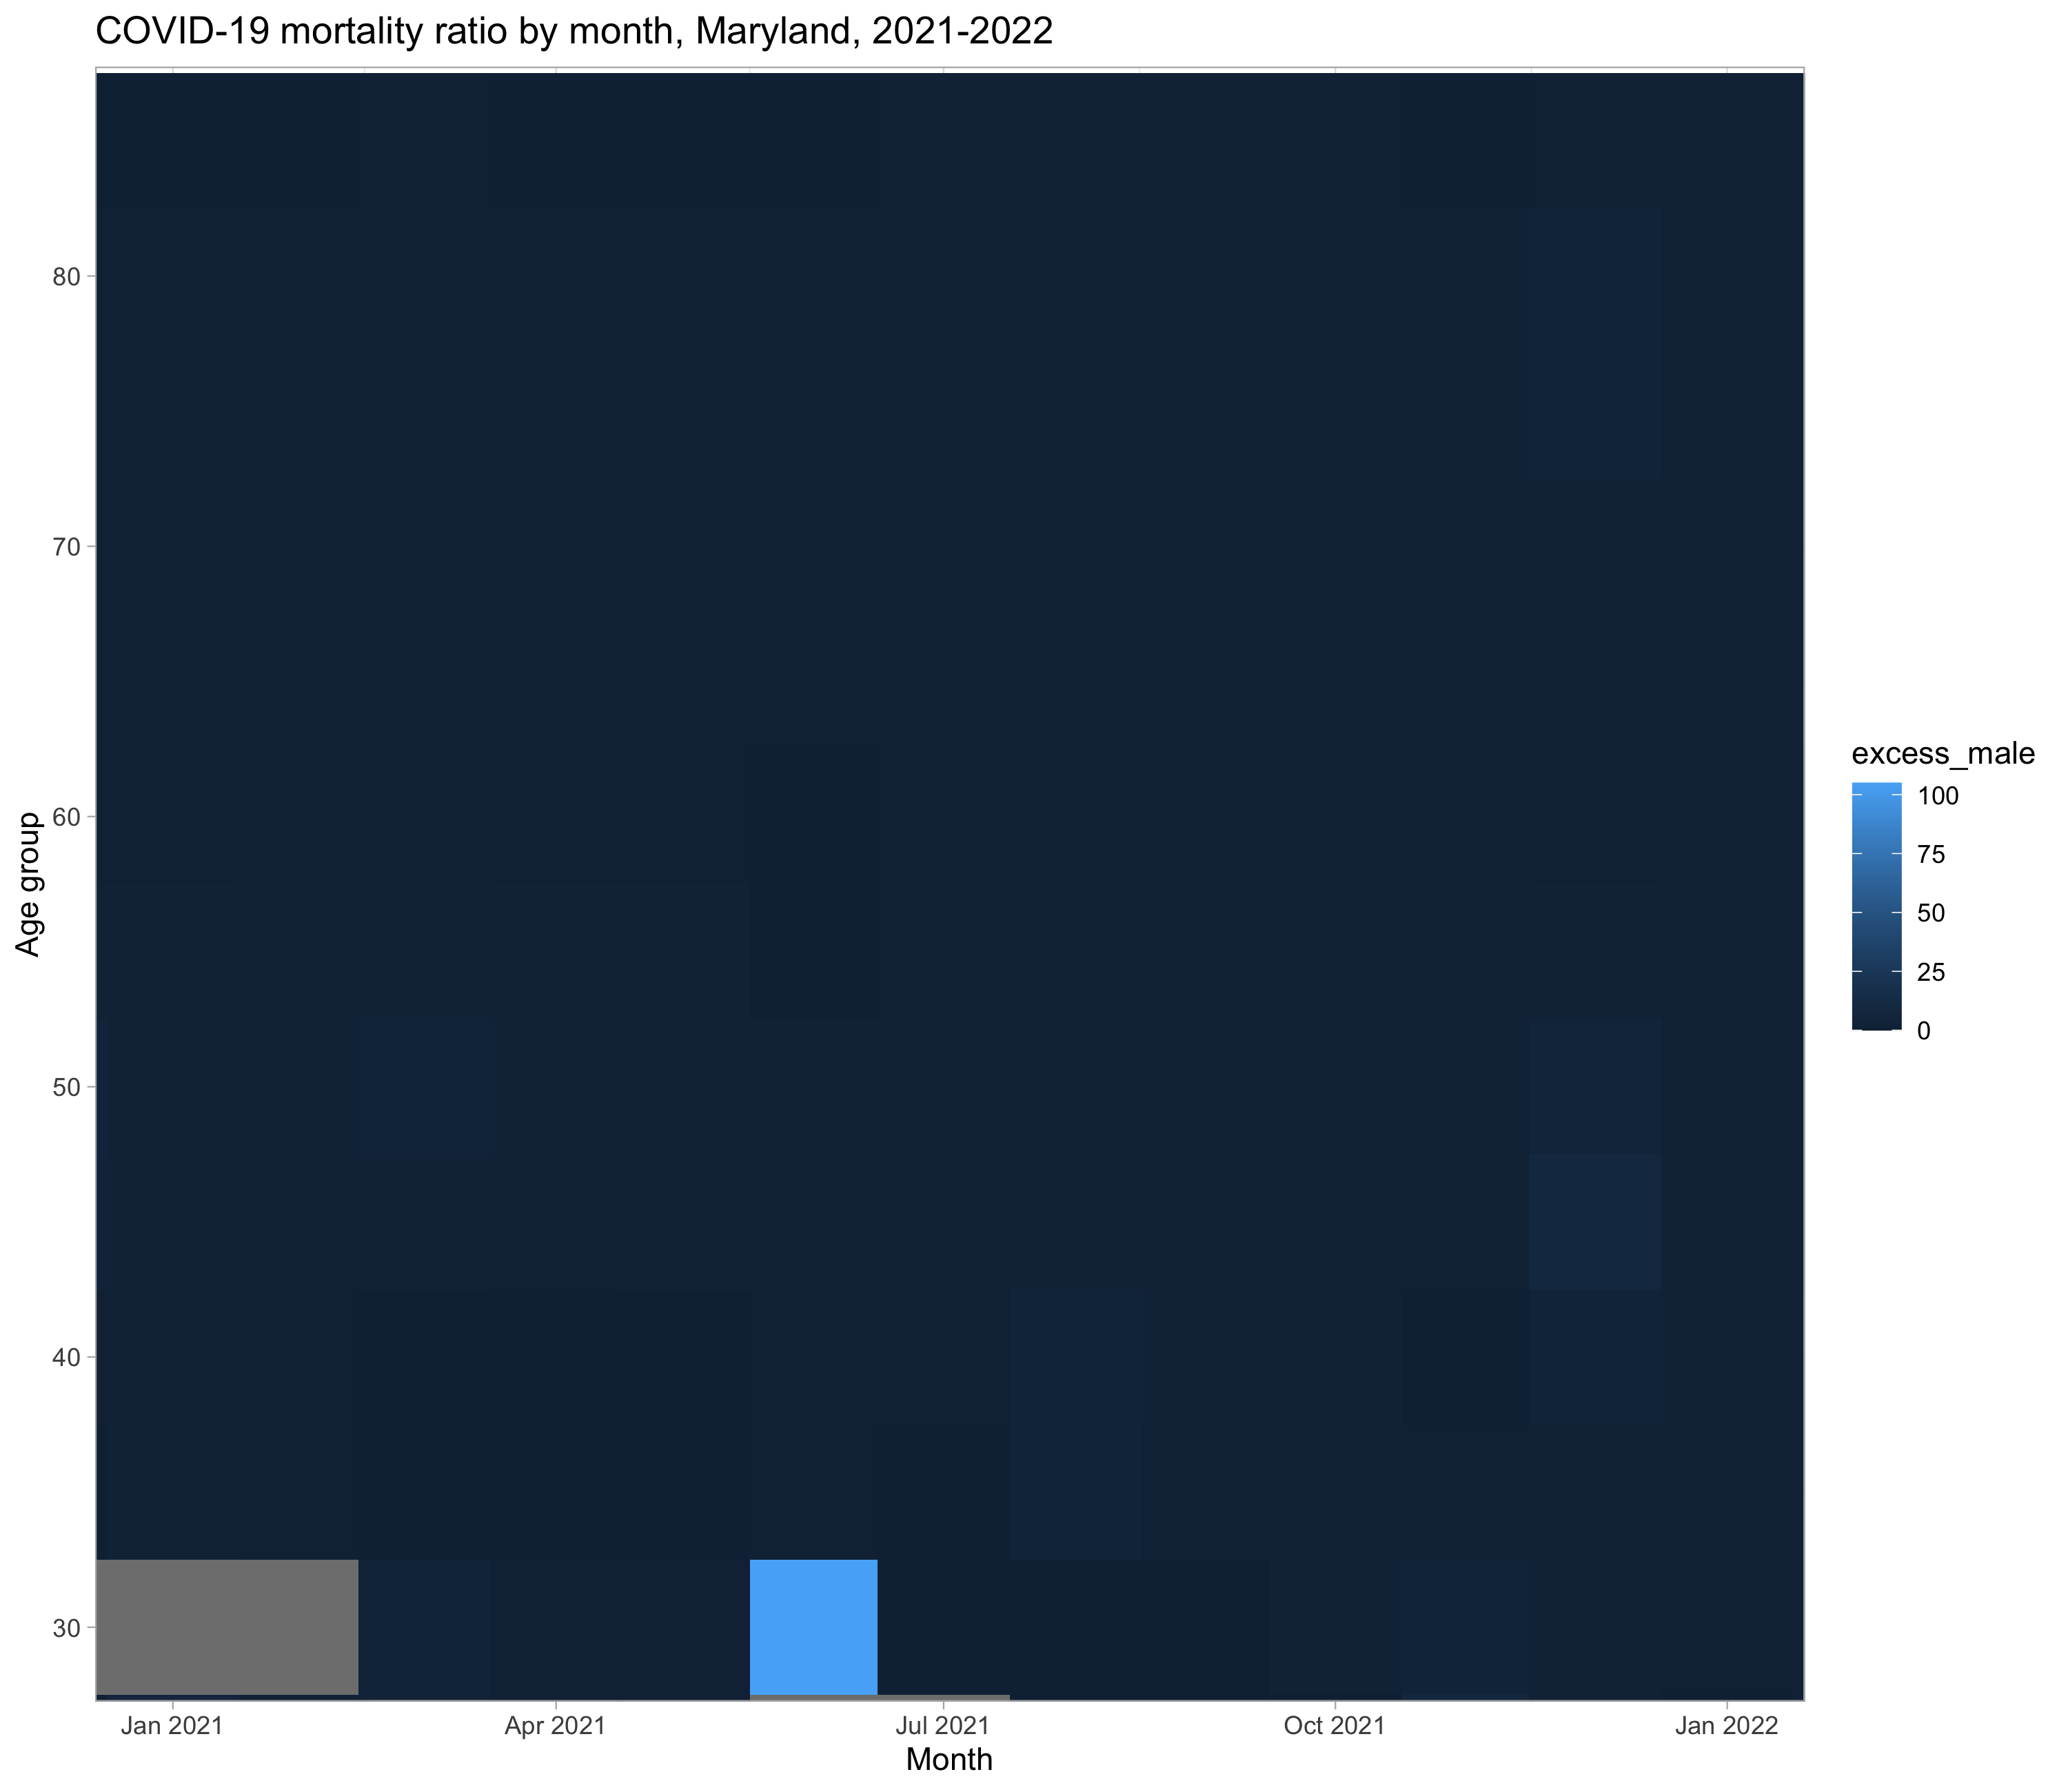 COVID-19 mortality ratio by month, Maryland, 2021-2022
80
70
60
50
40
30
Age group
Jan 2021 Apr 2021 Jul 2021 Oct 2021 Jan 2022
Month
excess_male
100
75
50
25
0